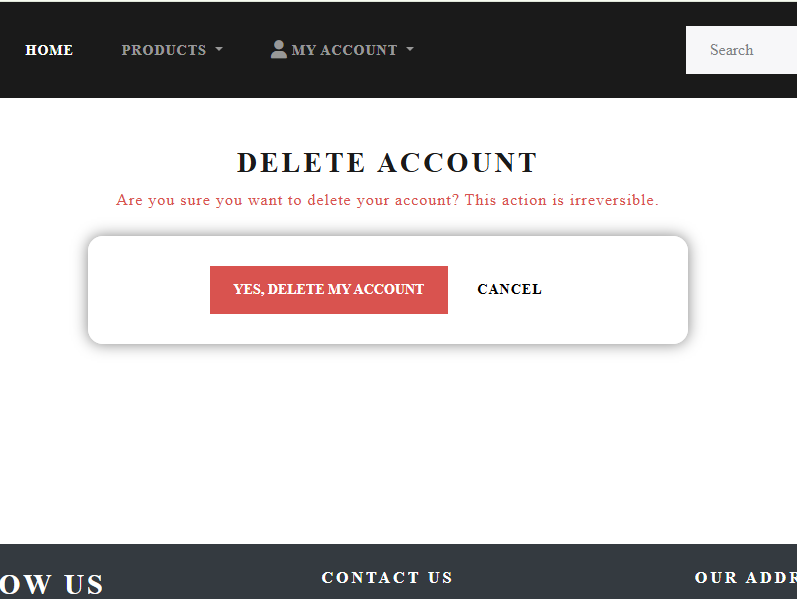 HOME PRODUCTS MY ACCOUNT Search
DELETE ACCOUNT
Are you sure you want to delete your account? This action is irreversible.
YES, DELETE MY ACCOUNT CANCEL
OW US CONTACT US OUR ADDR